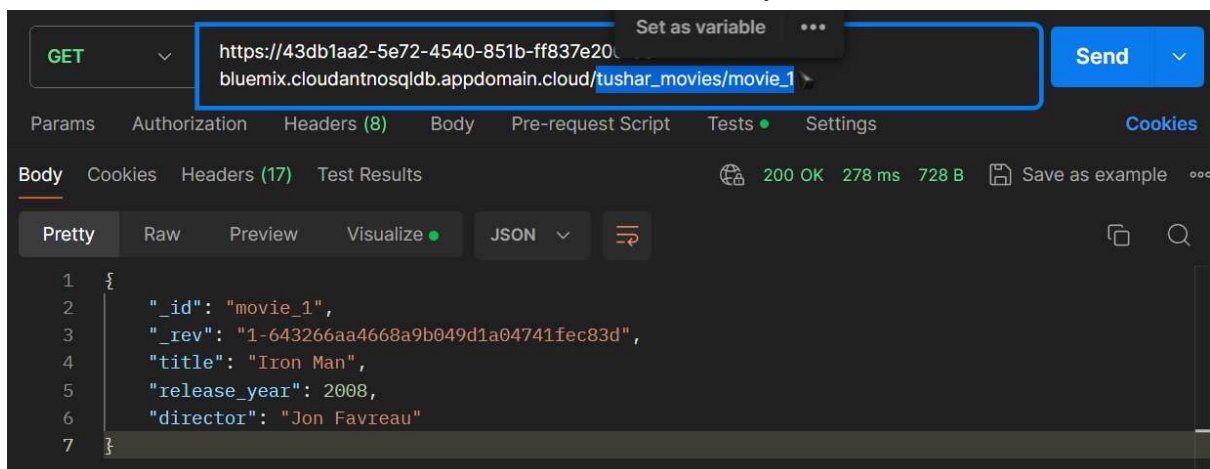 Set as variable •••
GET
https://43db1aa2-5e72-4540-851b-ff837e20
bluemix.cloudantnosqldb.appdomain.cloud/tushar_movies/movie_1
Send
Params Authorization Headers (8) Body Pre-request Script Tests Settings Cookies
Body Cookies Headers (17) Test Results 200 OK 278 ms 728 B Save as example
Pretty Raw Preview Visualize JSON
1 {
2 "_id": "movie_1",
3 "_rev": "1-643266aa4668a9b049d1a04741fec83d",
4 "title": "Iron Man",
5 "release_year": 2008,
6 "director": "Jon Favreau"
7 }